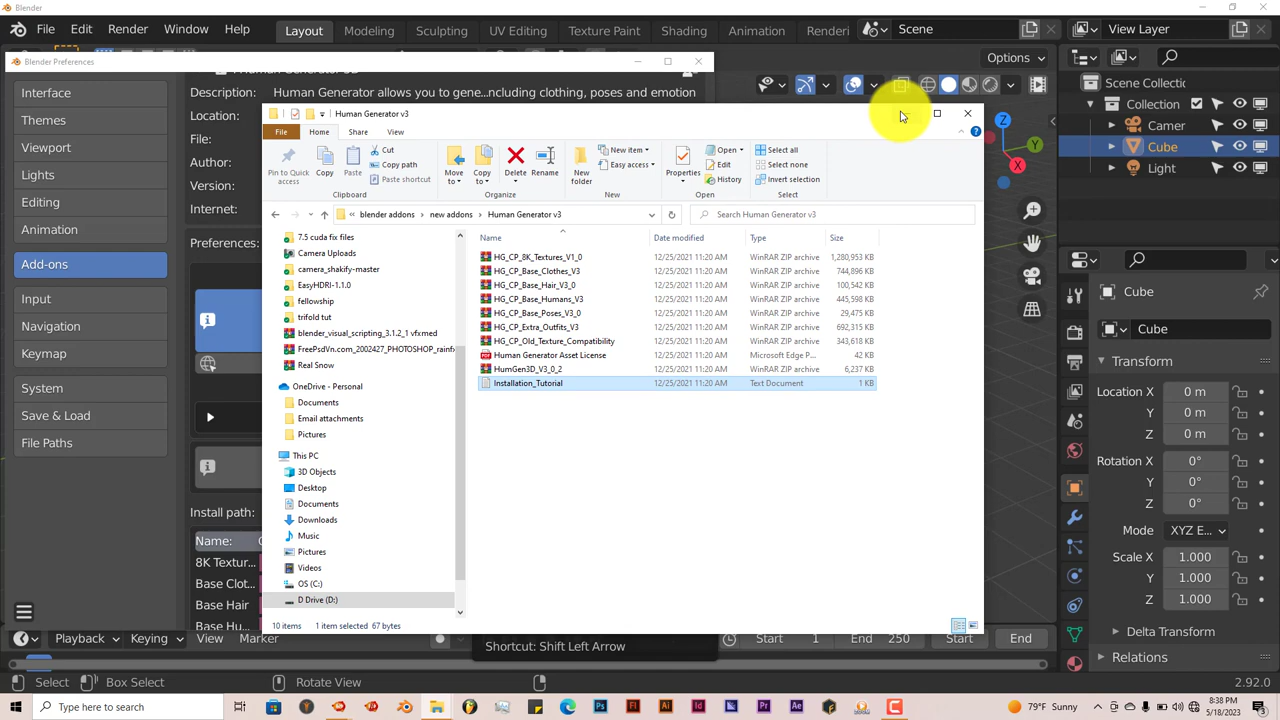 Blender
File Edit Render Window Help Layout Modeling Sculpting UV Editing Texture Paint Shading Animation Renderi Scene View Layer
Blender Preferences
Options
Interface
Themes
Viewport
Lights
Editing
Animation
Add-ons
Input
Navigation
Keymap
System
Save & Load
File Paths
Description: Human Generator allows you to gene...ncluding clothing, poses and emotion
Location:
File:
Author:
Version:
Internet:
Preferences:
Install path:
Name:
8K Textur...
Base Clot...
Base Hair
Base Hu
Human Generator v3
File Home Share View
Pin to Quick access
Copy
Paste
Cut
Copy path
Paste shortcut
Clipboard
Move to
Copy to
Delete
Rename
Organize
New folder
New item
Easy access
New
Properties
Open
Edit
History
Open
Select all
Select none
Invert selection
Select
« blender addons › new addons › Human Generator v3
Search Human Generator v3
7.5 cuda fix files
Camera Uploads
camera_shakify-master
EasyHDRI-1.1.0
fellowship
trifold tut
blender_visual_scripting_3.1.2_1 vfxmed
FreePsdVn.com_2002427_PHOTOSHOP_rainf
Real Snow
OneDrive - Personal
Documents
Email attachments
Pictures
This PC
3D Objects
Desktop
Documents
Downloads
Music
Pictures
Videos
OS (C:)
D Drive (D:)
Name Date modified Type Size
HG_CP_8K_Textures_V1_0 12/25/2021 11:20 AM WinRAR ZIP archive 1,280,953 KB
HG_CP_Base_Clothes_V3 12/25/2021 11:20 AM WinRAR ZIP archive 744,896 KB
HG_CP_Base_Hair_V3_0 12/25/2021 11:20 AM WinRAR ZIP archive 100,542 KB
HG_CP_Base_Humans_V3 12/25/2021 11:20 AM WinRAR ZIP archive 445,598 KB
HG_CP_Base_Poses_V3_0 12/25/2021 11:20 AM WinRAR ZIP archive 29,475 KB
HG_CP_Extra_Outfits_V3 12/25/2021 11:20 AM WinRAR ZIP archive 692,315 KB
HG_CP_Old_Texture_Compatibility 12/25/2021 11:20 AM WinRAR ZIP archive 343,618 KB
Human Generator Asset License 12/25/2021 11:20 AM Microsoft Edge P... 42 KB
HumGen3D_V3_0_2 12/25/2021 11:20 AM WinRAR ZIP archive 6,237 KB
Installation_Tutorial 12/25/2021 11:20 AM Text Document 1 KB
10 items 1 item selected 67 bytes
Scene Collectic
Collection
Camer
Cube
Light
Z
Y
X
Cube
Cube
Transform
Location X 0 m
Y 0 m
Z 0 m
Rotation X 0°
Y 0°
Z 0°
Mode XYZ E...
Scale X 1.000
Y 1.000
Z 1.000
Delta Transform
Relations
Playback Keying View Marker Start 1 End 250 Start End
Shortcut: Shift Left Arrow
Select Box Select Rotate View 2.92.0
Type here to search
79°F Sunny
8:38 PM
5/18/2023